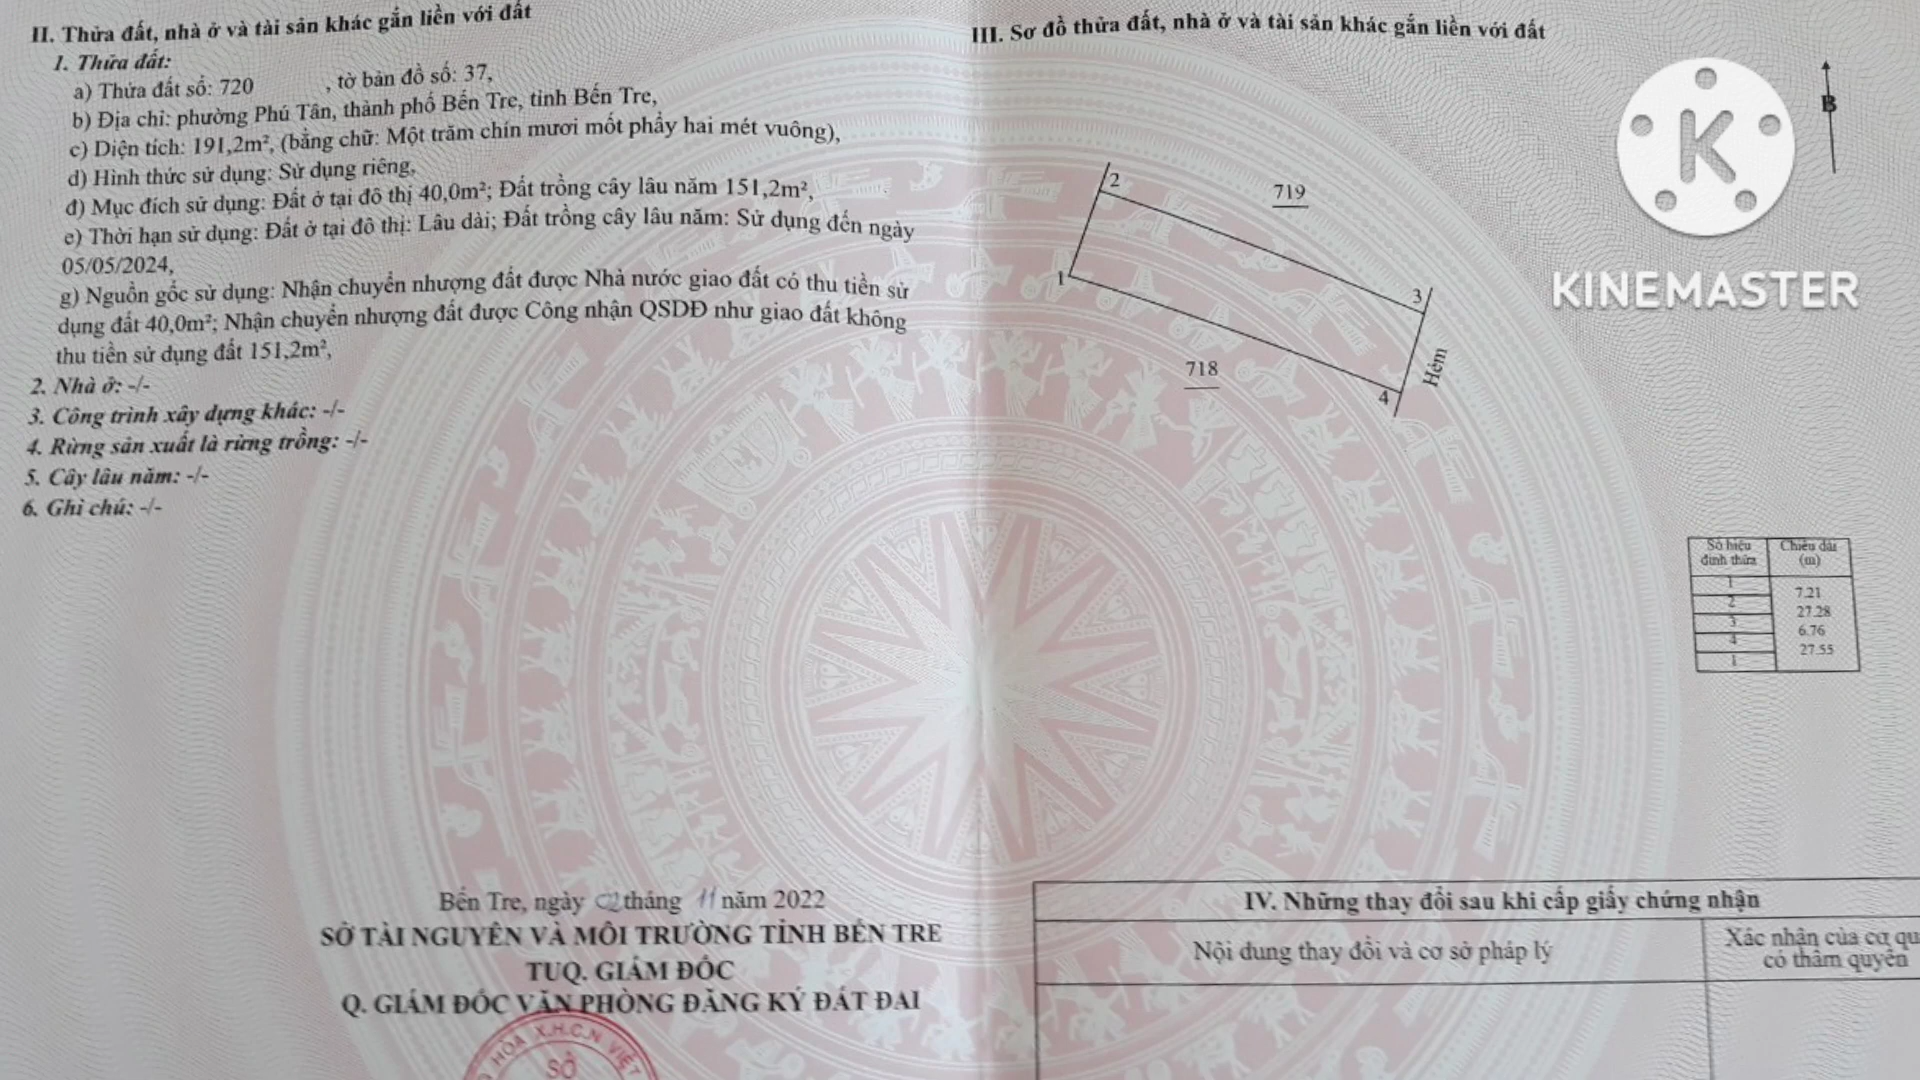 II. Thửa đất, nhà ở và tài sản khác gắn liền với đất
1. Thửa đất:
a) Thửa đất số: 720 , tờ bản đồ số: 37,
b) Địa chỉ: phường Phú Tân, thành phố Bến Tre, tỉnh Bến Tre,
c) Diện tích: 191,2m², (bằng chữ: Một trăm chín mươi mốt phẩy hai mét vuông),
d) Hình thức sử dụng: Sử dụng riêng,
đ) Mục đích sử dụng: Đất ở tại đô thị 40,0m²; Đất trồng cây lâu năm 151,2m²,
e) Thời hạn sử dụng: Đất ở tại đô thị: Lâu dài; Đất trồng cây lâu năm: Sử dụng đến ngày
05/05/2024,
g) Nguồn gốc sử dụng: Nhận chuyển nhượng đất được Nhà nước giao đất có thu tiền sử
dụng đất 40,0m²; Nhận chuyển nhượng đất được Công nhận QSDĐ như giao đất không
thu tiền sử dụng đất 151,2m²,
2. Nhà ở: -/-
3. Công trình xây dựng khác: -/-
4. Rừng sản xuất là rừng trồng: -/-
5. Cây lâu năm: -/-
6. Ghi chú: -/-
Bến Tre, ngày 02 tháng 11 năm 2022
SỞ TÀI NGUYÊN VÀ MÔI TRƯỜNG TỈNH BẾN TRE
TUQ. GIÁM ĐỐC
Q. GIÁM ĐỐC VĂN PHÒNG ĐĂNG KÝ ĐẤT ĐAI
HÒA X.H.C.N VIỆT
SỞ
III. Sơ đồ thửa đất, nhà ở và tài sản khác gắn liền với đất
B
K
KINEMASTER
2
719
1
3
718
4
Hẻm
Số hiệu đỉnh thửa
Chiều dài (m)
1
7.21
2
27.28
3
6.76
4
27.55
1
IV. Những thay đổi sau khi cấp giấy chứng nhận
Nội dung thay đổi và cơ sở pháp lý
Xác nhận của cơ qu
có thẩm quyền